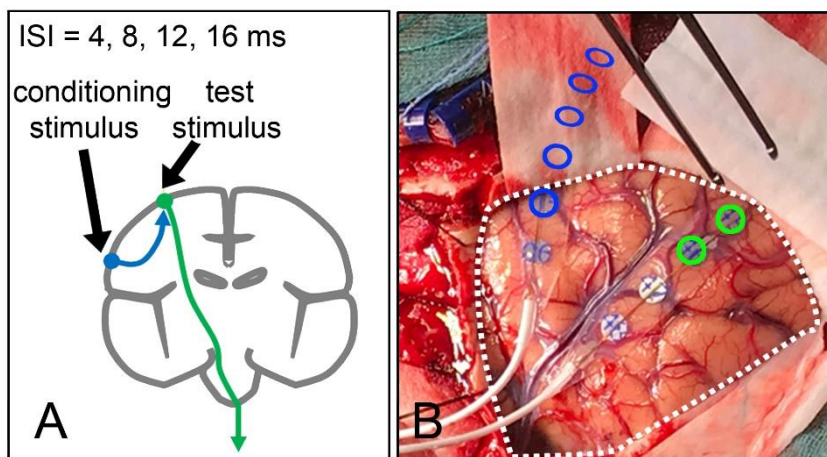 ISI = 4, 8, 12, 16 ms
conditioning
stimulus
test
stimulus
A
B